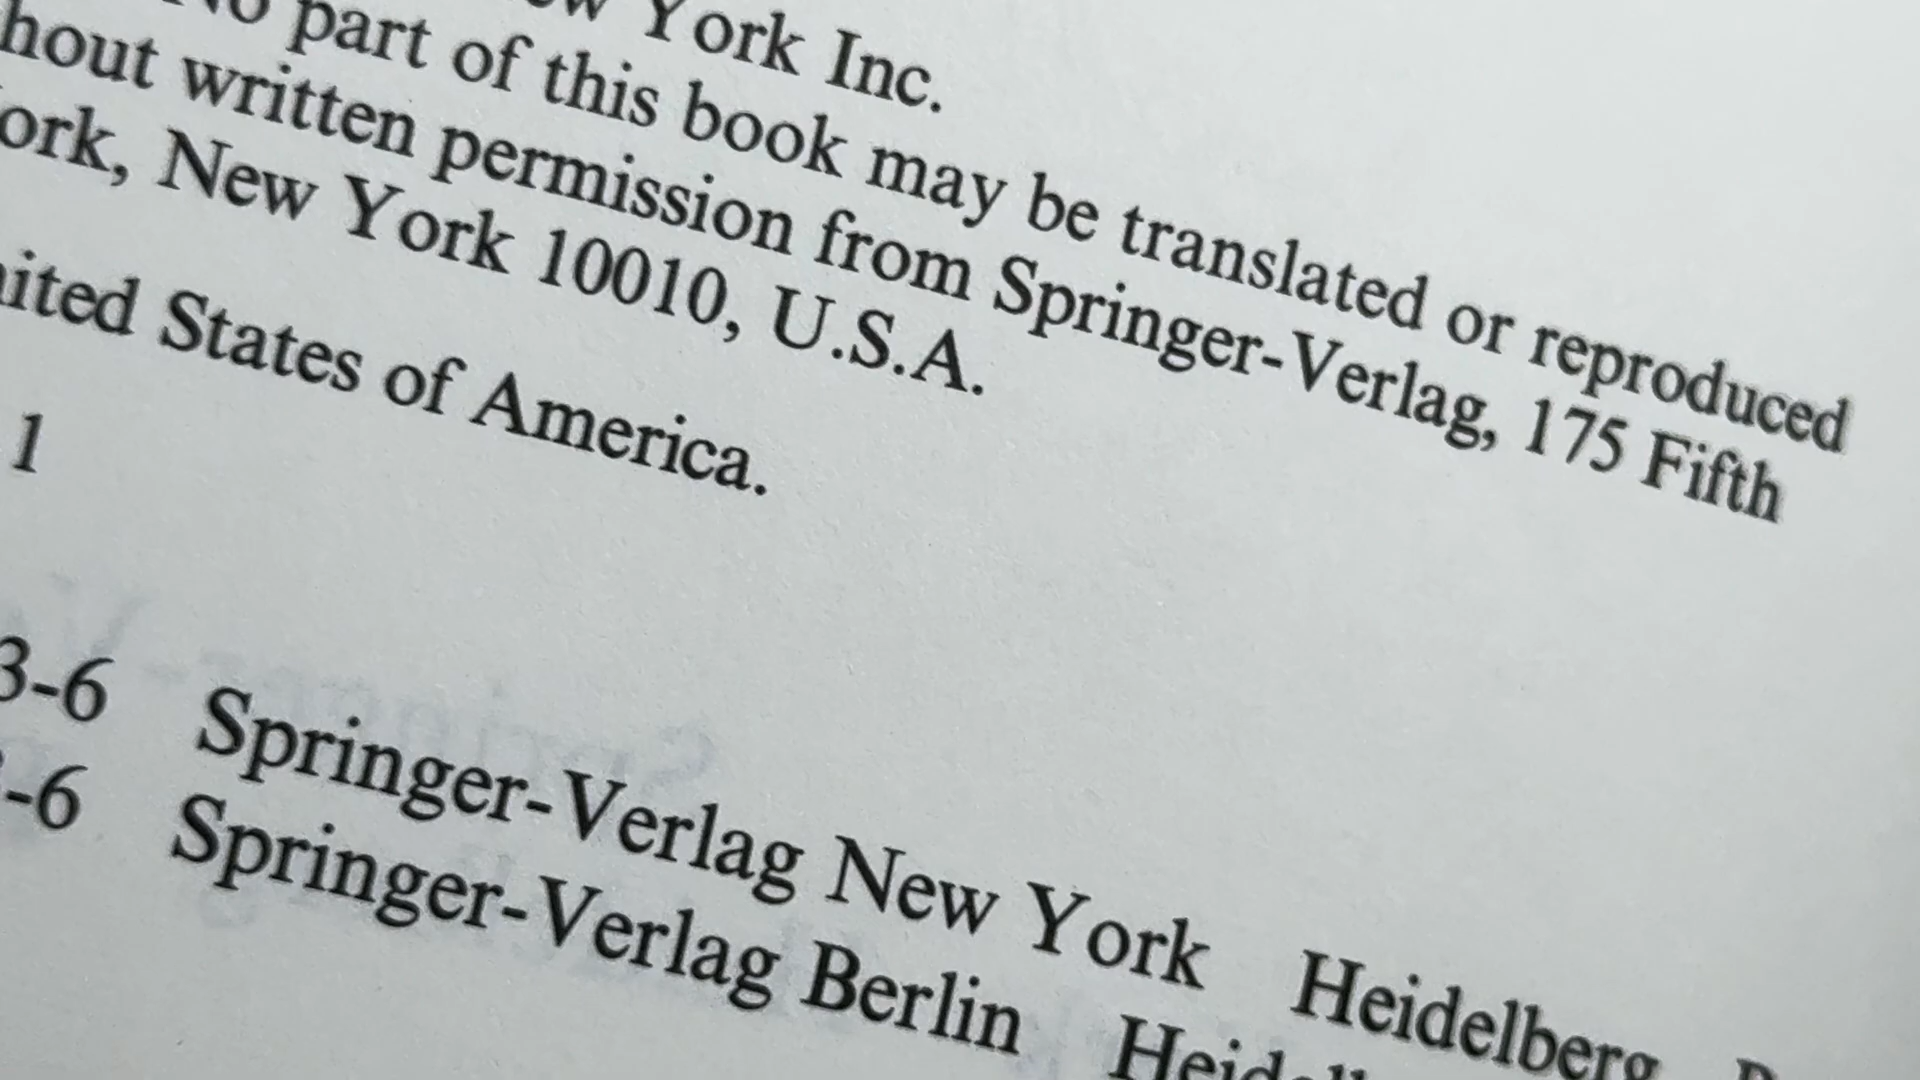 York Inc.
No part of this book may be translated or reproduced
hout written permission from Springer-Verlag, 175 Fifth
ork, New York 10010, U.S.A.
ited States of America.
1
3-6 Springer-Verlag New York Heidelberg
-6 Springer-Verlag Berlin